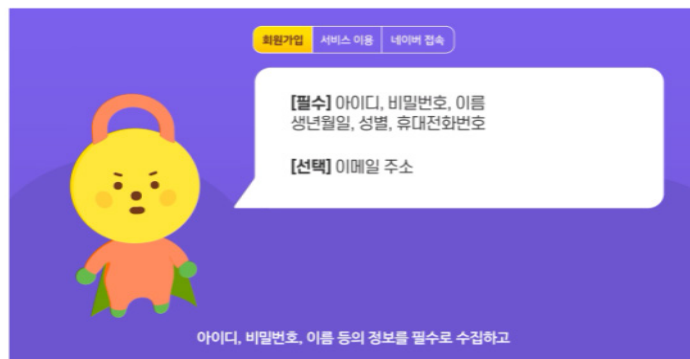 회원가입 서비스 이용 네이버 접속
[필수] 아이디, 비밀번호, 이름
생년월일, 성별, 휴대전화번호
[선택] 이메일 주소
아이디, 비밀번호, 이름 등의 정보를 필수로 수집하고